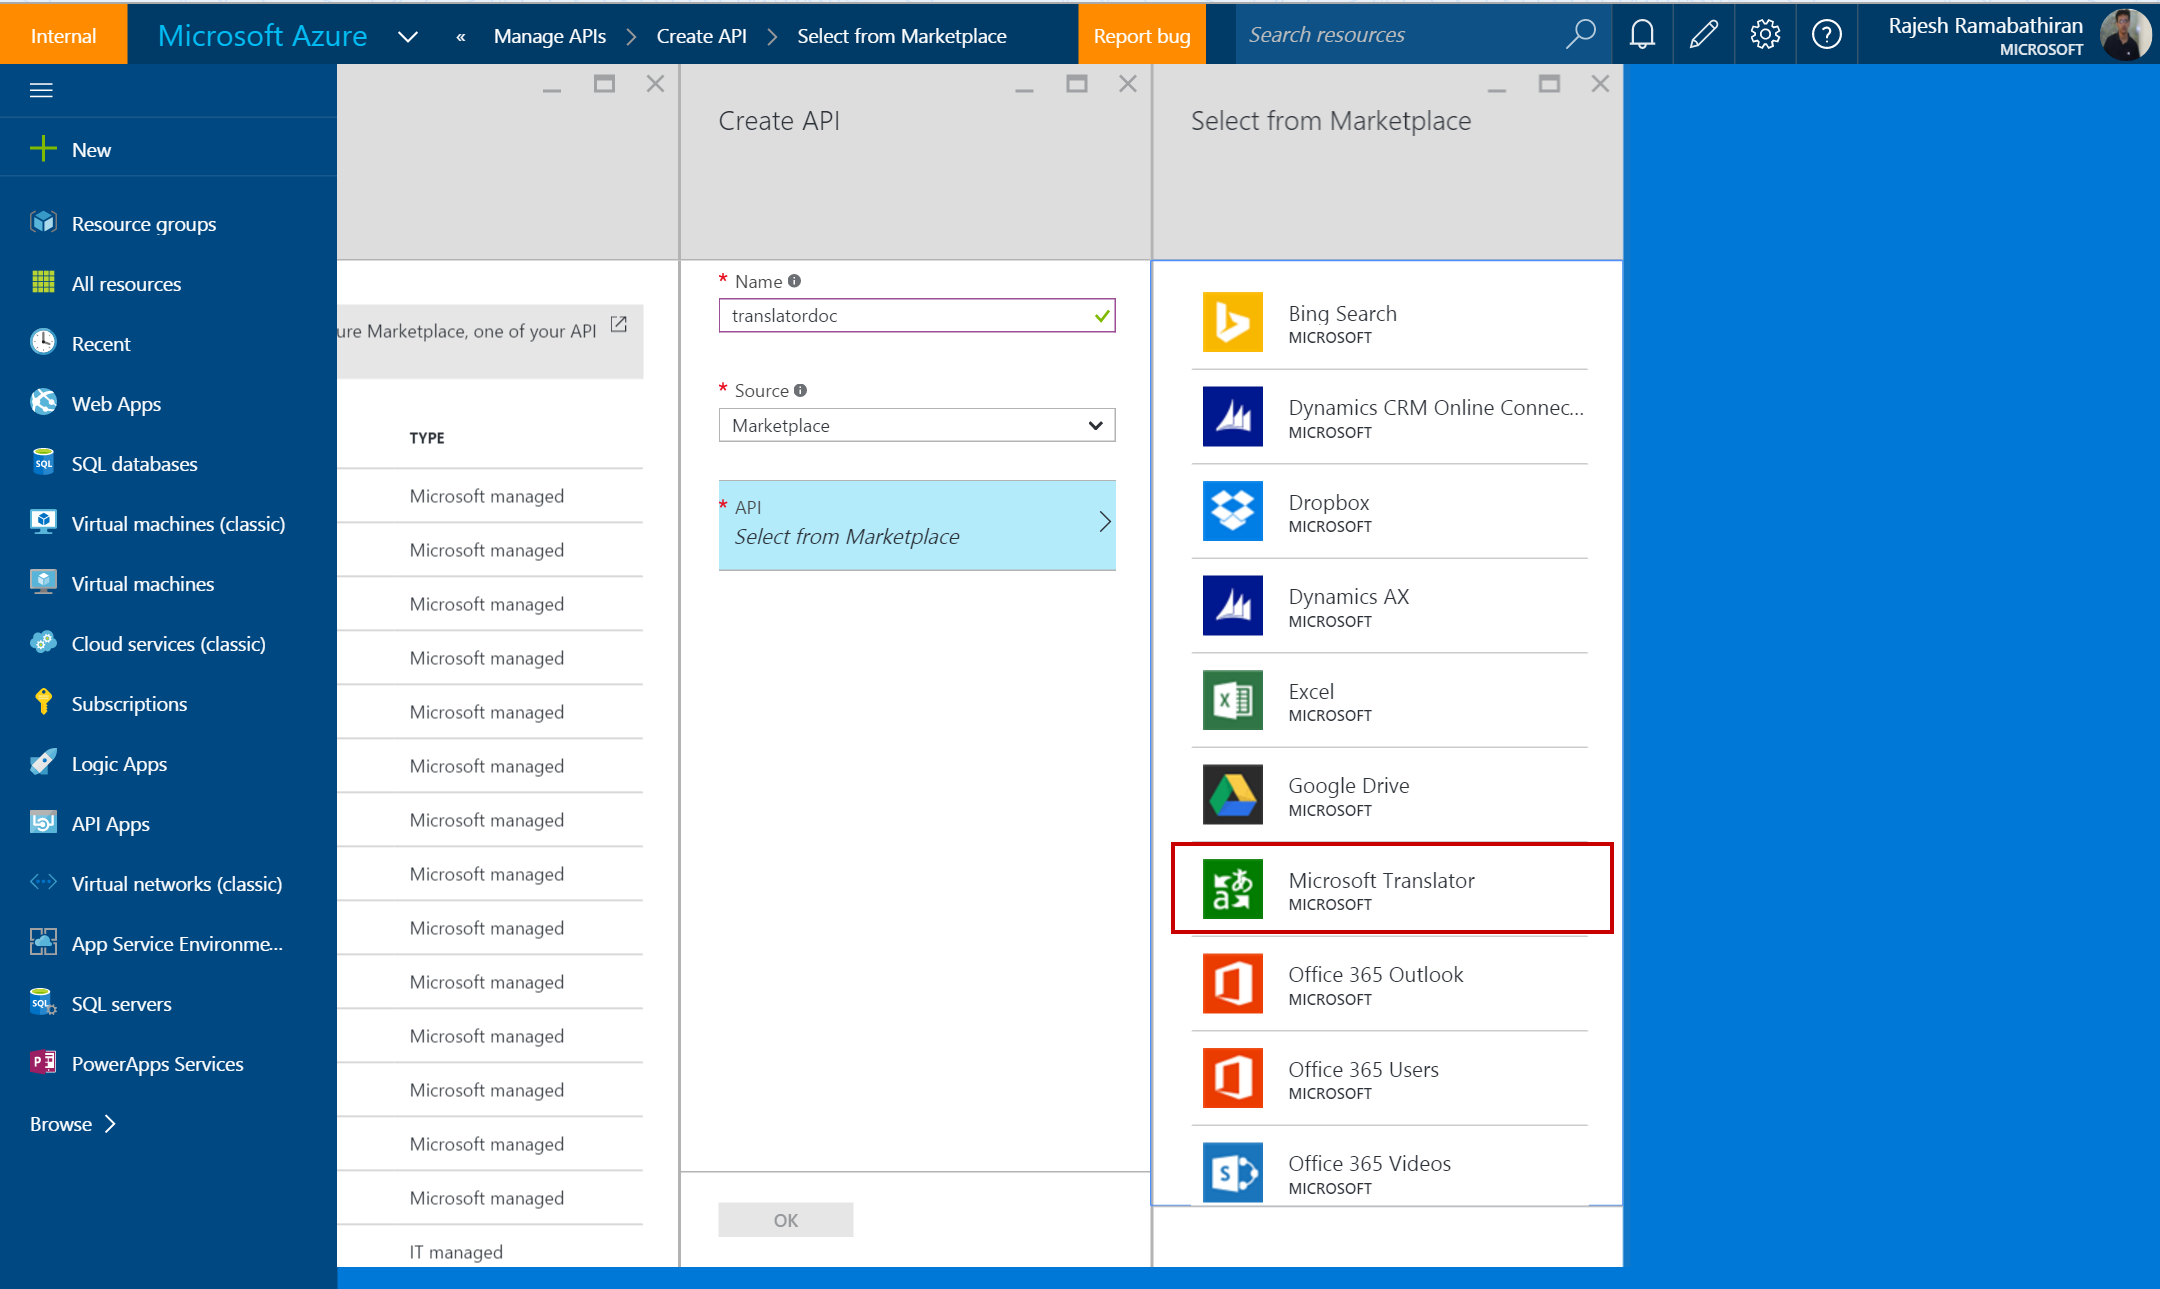 Internal
Microsoft Azure
«
Manage APIs
Create API
Select from Marketplace
Report bug
Search resources
Rajesh Ramabathiran
MICROSOFT
New
Resource groups
All resources
Recent
Web Apps
SQL databases
Virtual machines (classic)
Virtual machines
Cloud services (classic)
Subscriptions
Logic Apps
API Apps
Virtual networks (classic)
App Service Environme...
SQL servers
PowerApps Services
Browse
ure Marketplace, one of your API
TYPE
Microsoft managed
Microsoft managed
Microsoft managed
Microsoft managed
Microsoft managed
Microsoft managed
Microsoft managed
Microsoft managed
Microsoft managed
Microsoft managed
Microsoft managed
Microsoft managed
Microsoft managed
Microsoft managed
IT managed
Create API
* Name
translatordoc
* Source
Marketplace
* API
Select from Marketplace
OK
Select from Marketplace
Bing Search
MICROSOFT
Dynamics CRM Online Connec...
MICROSOFT
Dropbox
MICROSOFT
Dynamics AX
MICROSOFT
Excel
MICROSOFT
Google Drive
MICROSOFT
Microsoft Translator
MICROSOFT
Office 365 Outlook
MICROSOFT
Office 365 Users
MICROSOFT
Office 365 Videos
MICROSOFT